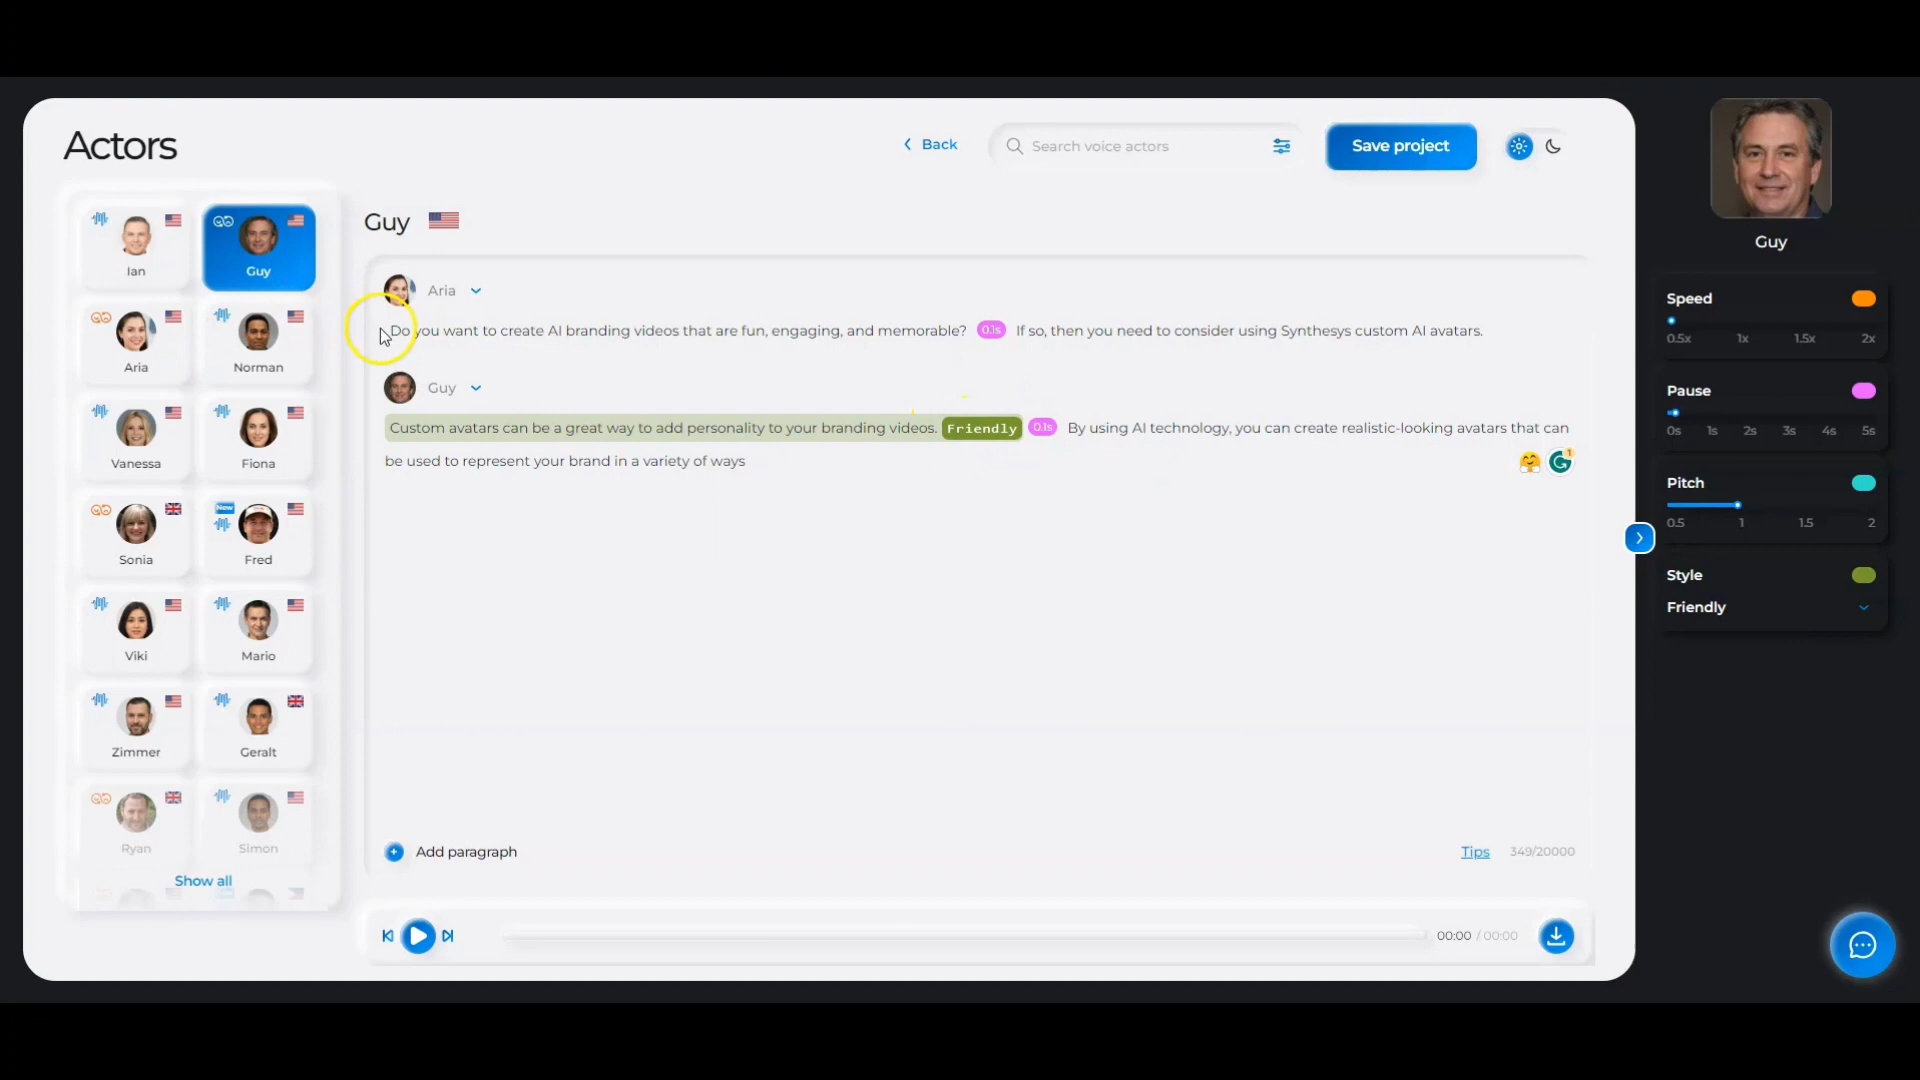 Actors
Back
Search voice actors
Save project
Ian
Guy
Aria
Norman
Vanessa
Fiona
Sonia
New
Fred
Viki
Mario
Zimmer
Geralt
Ryan
Simon
Show all
Guy
Aria
Do you want to create AI branding videos that are fun, engaging, and memorable? 0.1s If so, then you need to consider using Synthesys custom AI avatars.
Guy
Custom avatars can be a great way to add personality to your branding videos. Friendly 0.1s By using AI technology, you can create realistic-looking avatars that can
be used to represent your brand in a variety of ways
1
Add paragraph
Tips 349/20000
00:00 / 00:00
Guy
Speed
0.5x 1x 1.5x 2x
Pause
0s 1s 2s 3s 4s 5s
Pitch
0.5 1 1.5 2
Style
Friendly